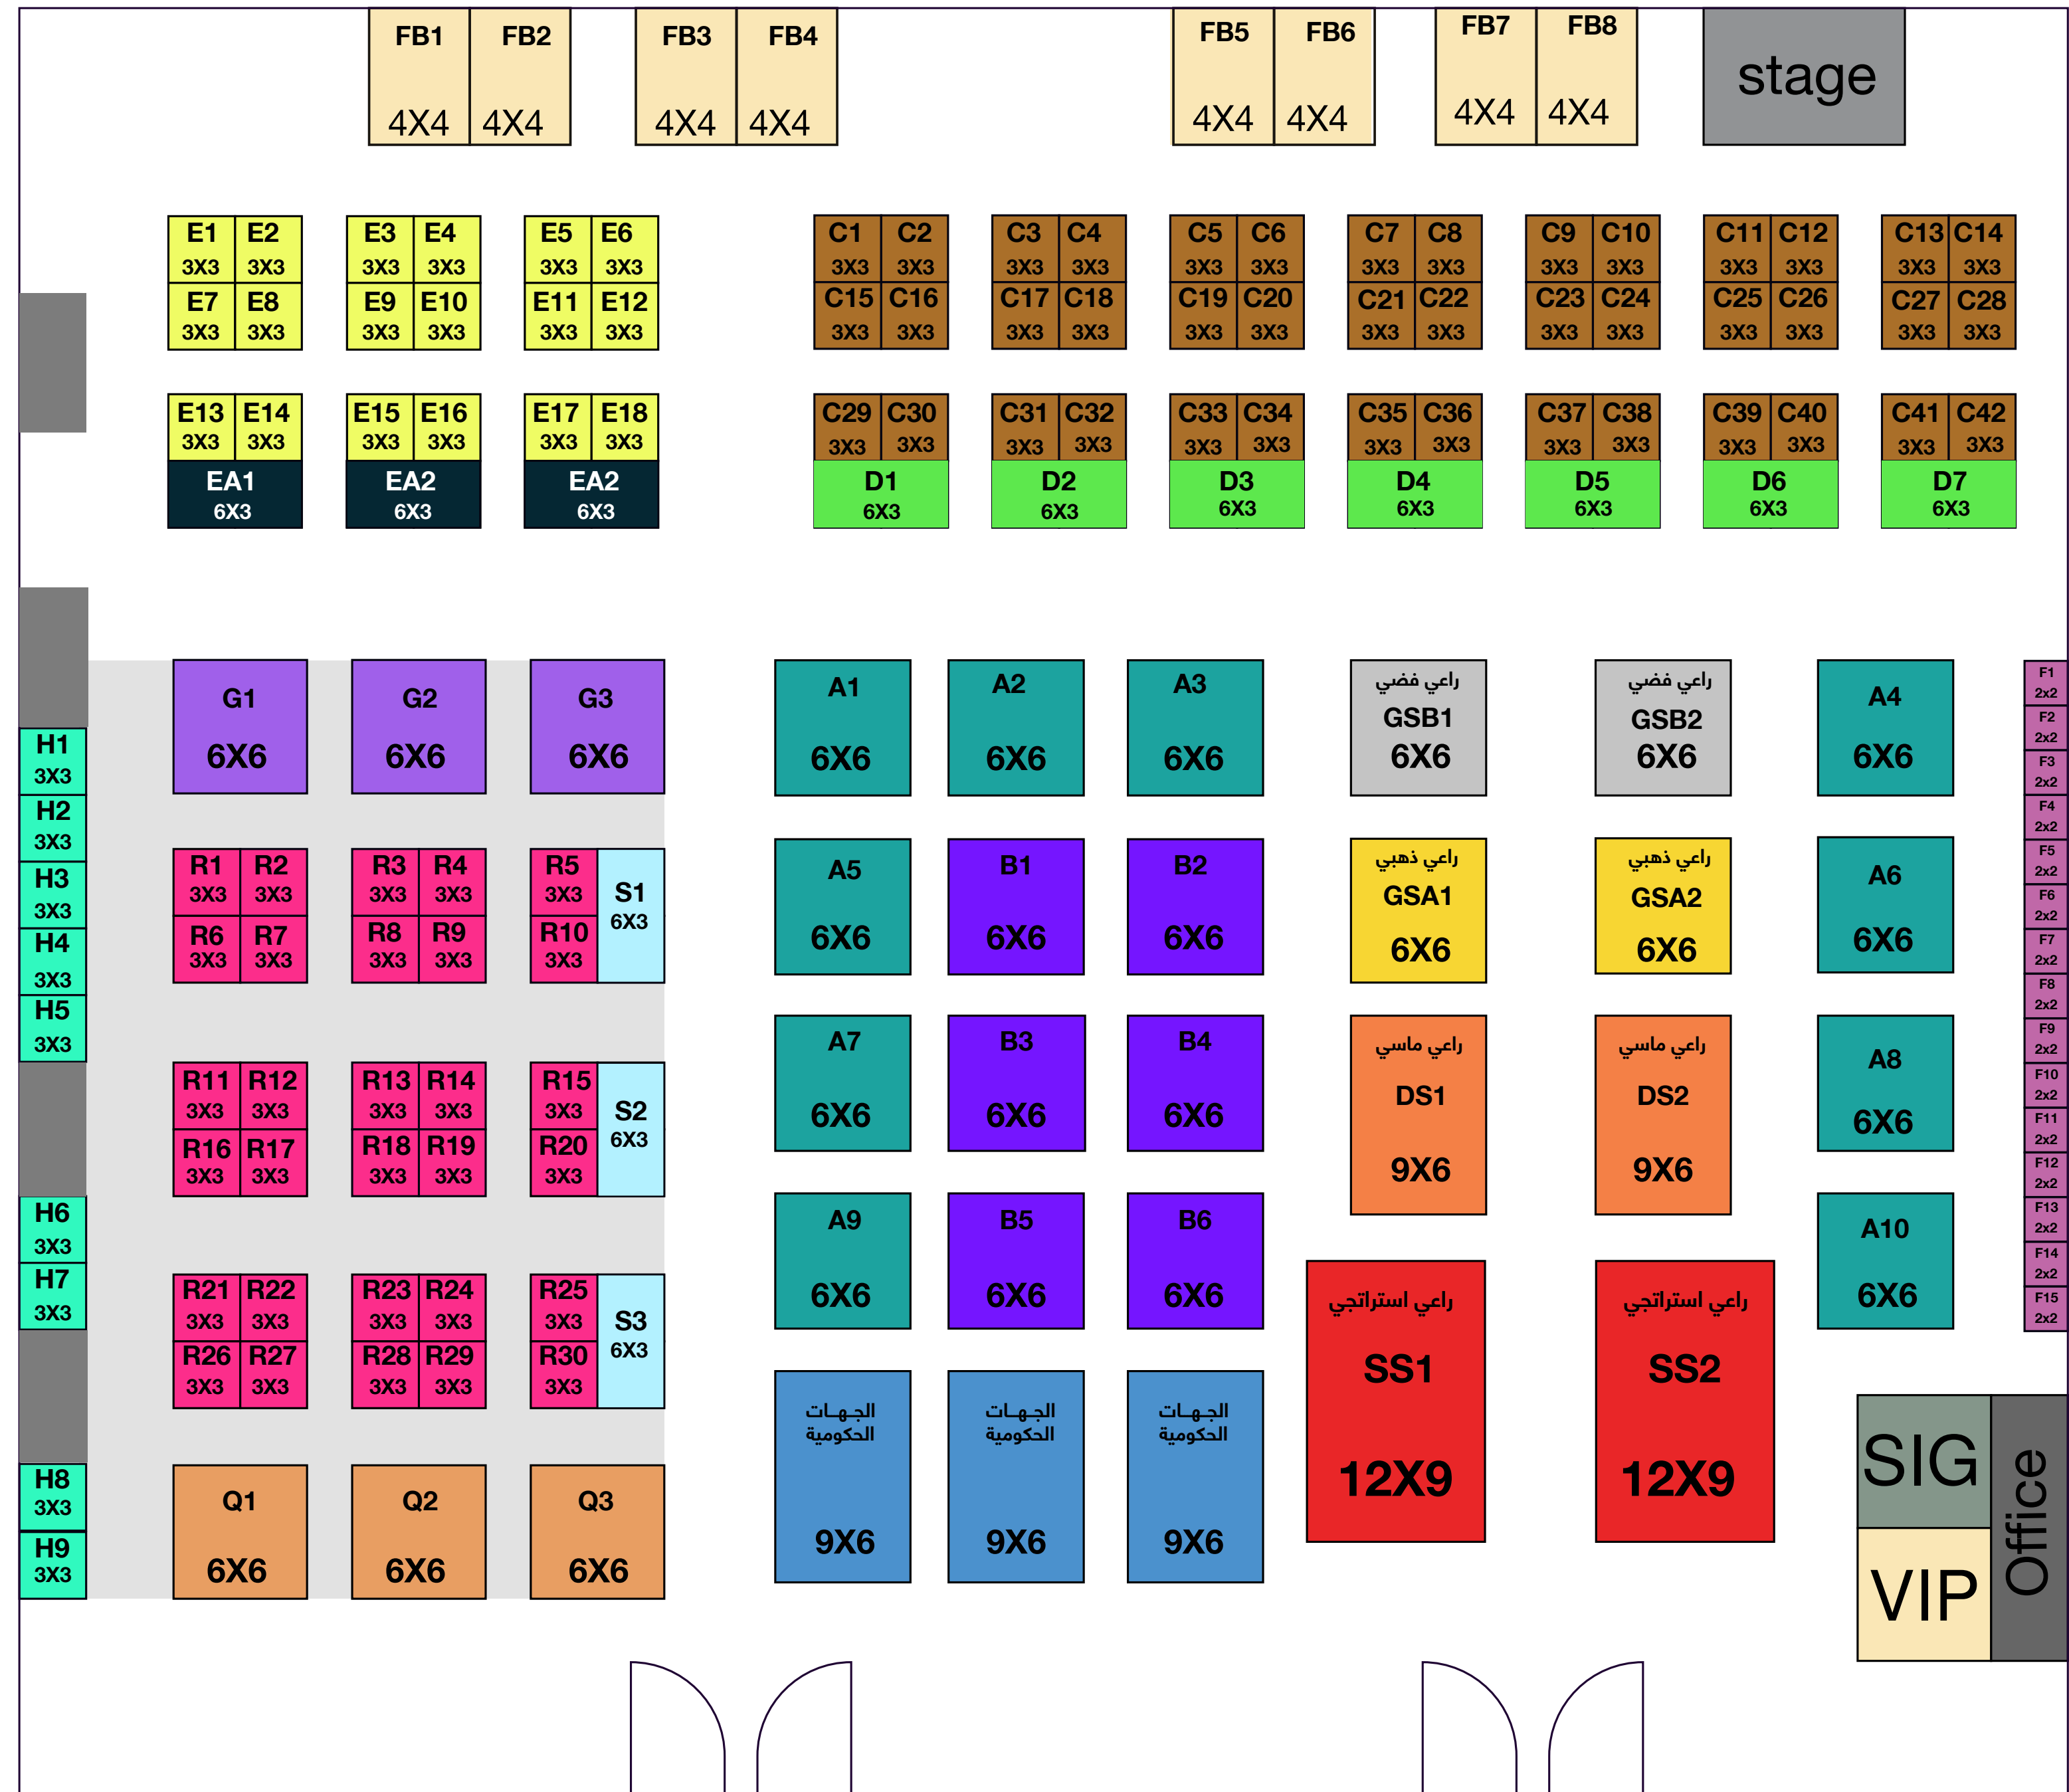 FB1 FB2 FB3 FB4 FB5 FB6 FB7 FB8
4X4 4X4 4X4 4X4 4X4 4X4 4X4 4X4
stage
E1 E2 E3 E4 E5 E6 C1 C2 C3 C4 C5 C6 C7 C8 C9 C10 C11 C12 C13 C14
3X3 3X3 3X3 3X3 3X3 3X3 3X3 3X3 3X3 3X3 3X3 3X3 3X3 3X3 3X3 3X3 3X3 3X3 3X3 3X3
E7 E8 E9 E10 E11 E12 C15 C16 C17 C18 C19 C20 C21 C22 C23 C24 C25 C26 C27 C28
3X3 3X3 3X3 3X3 3X3 3X3 3X3 3X3 3X3 3X3 3X3 3X3 3X3 3X3 3X3 3X3 3X3 3X3 3X3 3X3
E13 E14 E15 E16 E17 E18 C29 C30 C31 C32 C33 C34 C35 C36 C37 C38 C39 C40 C41 C42
3X3 3X3 3X3 3X3 3X3 3X3 3X3 3X3 3X3 3X3 3X3 3X3 3X3 3X3 3X3 3X3 3X3 3X3 3X3 3X3
EA1 EA2 EA2 D1 D2 D3 D4 D5 D6 D7
6X3 6X3 6X3 6X3 6X3 6X3 6X3 6X3 6X3 6X3
H1
3X3
H2
3X3
H3
3X3
H4
3X3
H5
3X3
H6
3X3
H7
3X3
H8
3X3
H9
3X3
G1 G2 G3
6X6 6X6 6X6
R1 R2 R3 R4 R5
3X3 3X3 3X3 3X3 3X3
S1
6X3
R6 R7 R8 R9 R10
3X3 3X3 3X3 3X3 3X3
R11 R12 R13 R14 R15
3X3 3X3 3X3 3X3 3X3
S2
6X3
R16 R17 R18 R19 R20
3X3 3X3 3X3 3X3 3X3
R21 R22 R23 R24 R25
3X3 3X3 3X3 3X3 3X3
S3
6X3
R26 R27 R28 R29 R30
3X3 3X3 3X3 3X3 3X3
Q1 Q2 Q3
6X6 6X6 6X6
A1 A2 A3
6X6 6X6 6X6
A5 B1 B2
6X6 6X6 6X6
A7 B3 B4
6X6 6X6 6X6
A9 B5 B6
6X6 6X6 6X6
الجهات الجهات الجهات
الحكومية الحكومية الحكومية
9X6 9X6 9X6
راعي فضي راعي فضي
GSB1 GSB2
6X6 6X6
راعي ذهبي راعي ذهبي
GSA1 GSA2
6X6 6X6
راعي ماسي راعي ماسي
DS1 DS2
9X6 9X6
راعي استراتجي راعي استراتجي
SS1 SS2
12X9 12X9
A4
6X6
A6
6X6
A8
6X6
A10
6X6
F1
2x2
F2
2x2
F3
2x2
F4
2x2
F5
2x2
F6
2x2
F7
2x2
F8
2x2
F9
2x2
F10
2x2
F11
2x2
F12
2x2
F13
2x2
F14
2x2
F15
2x2
SIG
VIP
Office